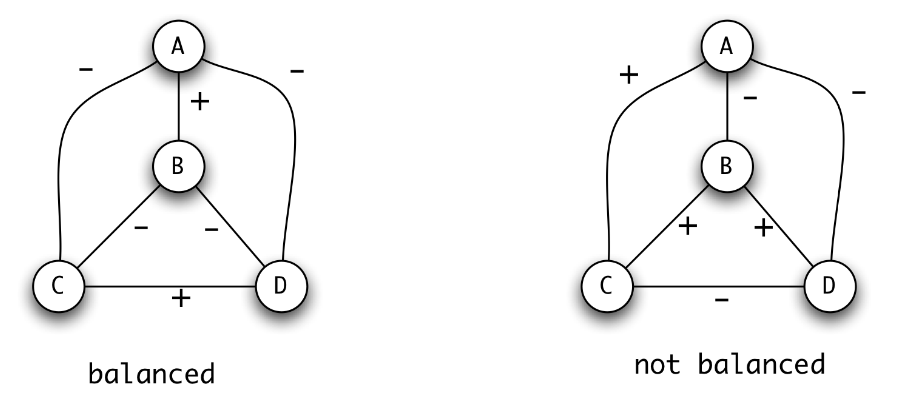 A
- + -
B
- -
C D
+
balanced
A
+ - -
B
+ +
C D
-
not balanced